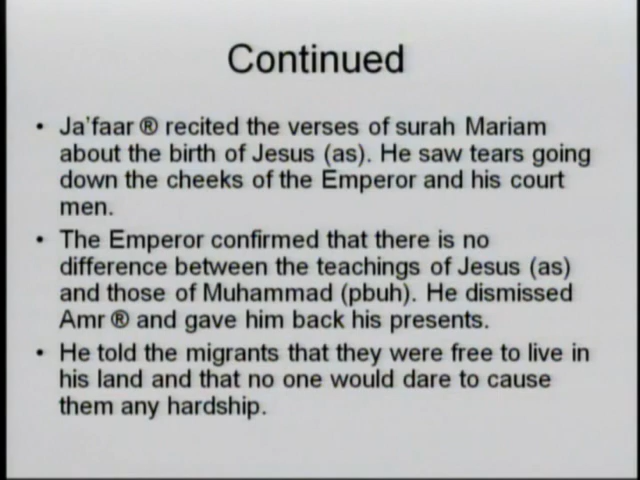 Continued
• Ja'faar ® recited the verses of surah Mariam
about the birth of Jesus (as). He saw tears going
down the cheeks of the Emperor and his court
men.
• The Emperor confirmed that there is no
difference between the teachings of Jesus (as)
and those of Muhammad (pbuh). He dismissed
Amr ® and gave him back his presents.
• He told the migrants that they were free to live in
his land and that no one would dare to cause
them any hardship.